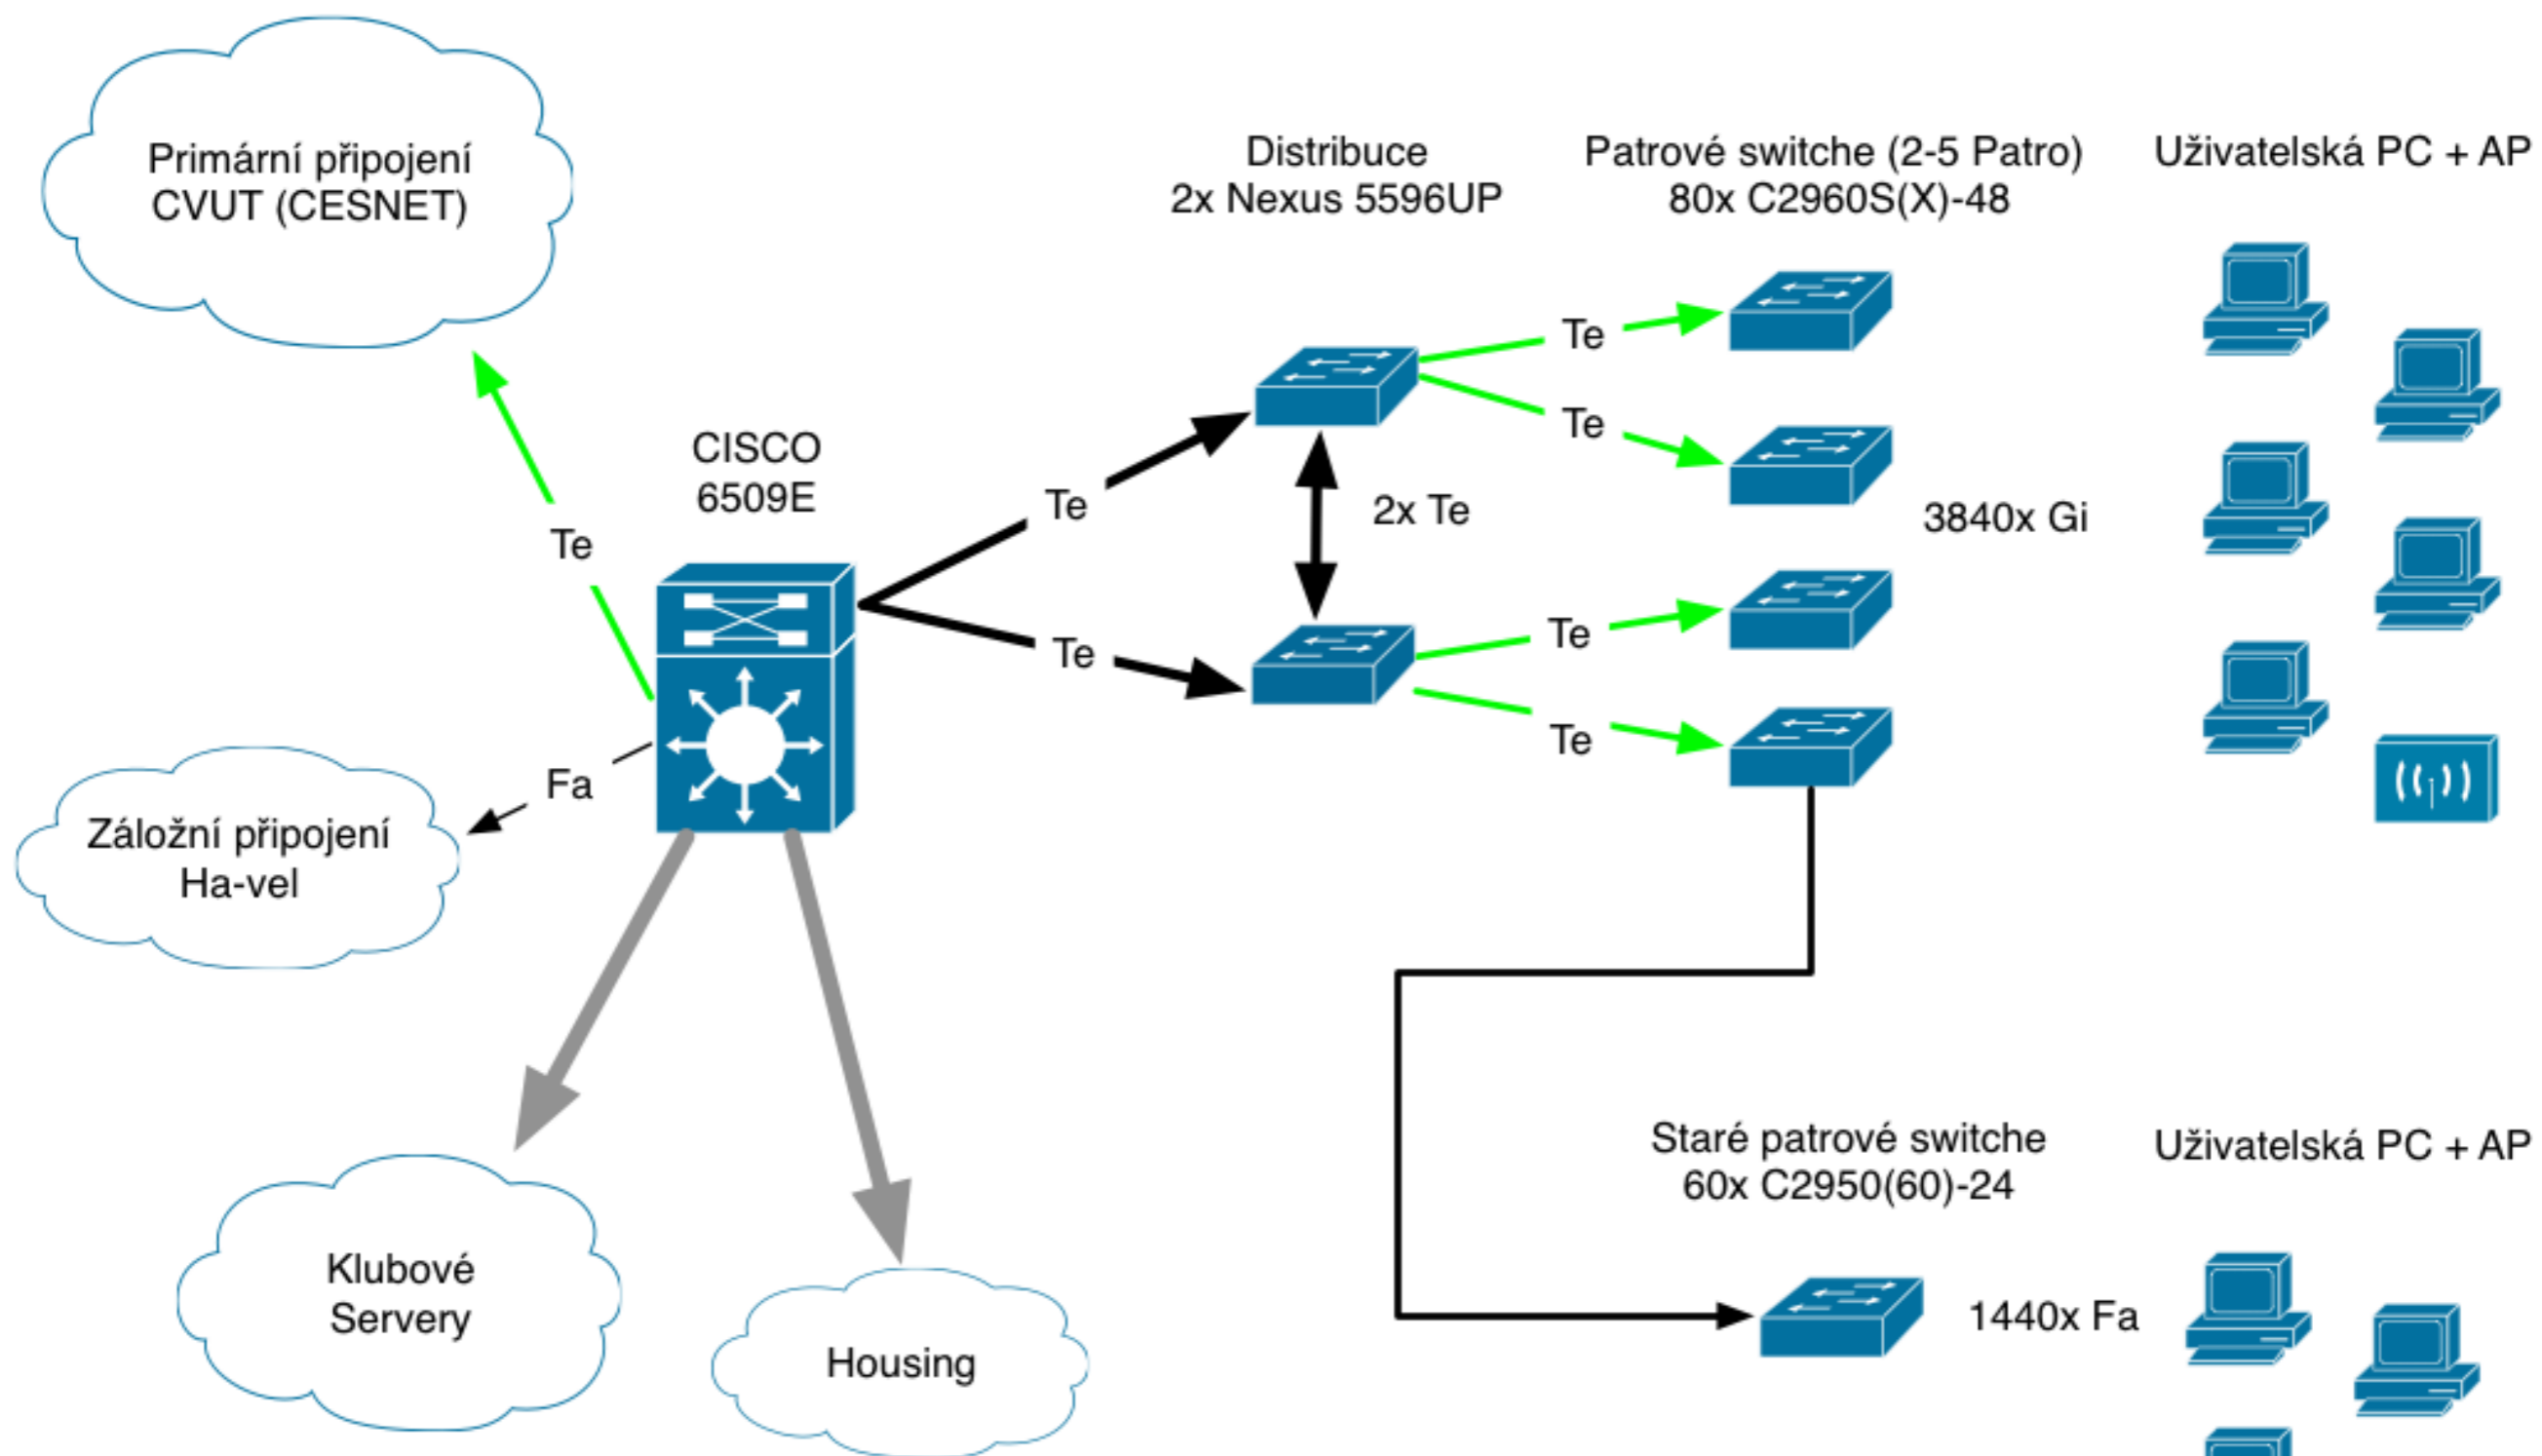 Primární připojení
CVUT (CESNET)
Distribuce
2x Nexus 5596UP
Patrové switche (2-5 Patro)
80x C2960S(X)-48
Uživatelská PC + AP
Te
Te
CISCO
6509E
Te
2x Te
3840x Gi
Te
Te
Te
Te
Te
Fa
Záložní připojení
Ha-vel
Staré patrové switche
60x C2950(60)-24
Uživatelská PC + AP
Klubové
Servery
1440x Fa
Housing